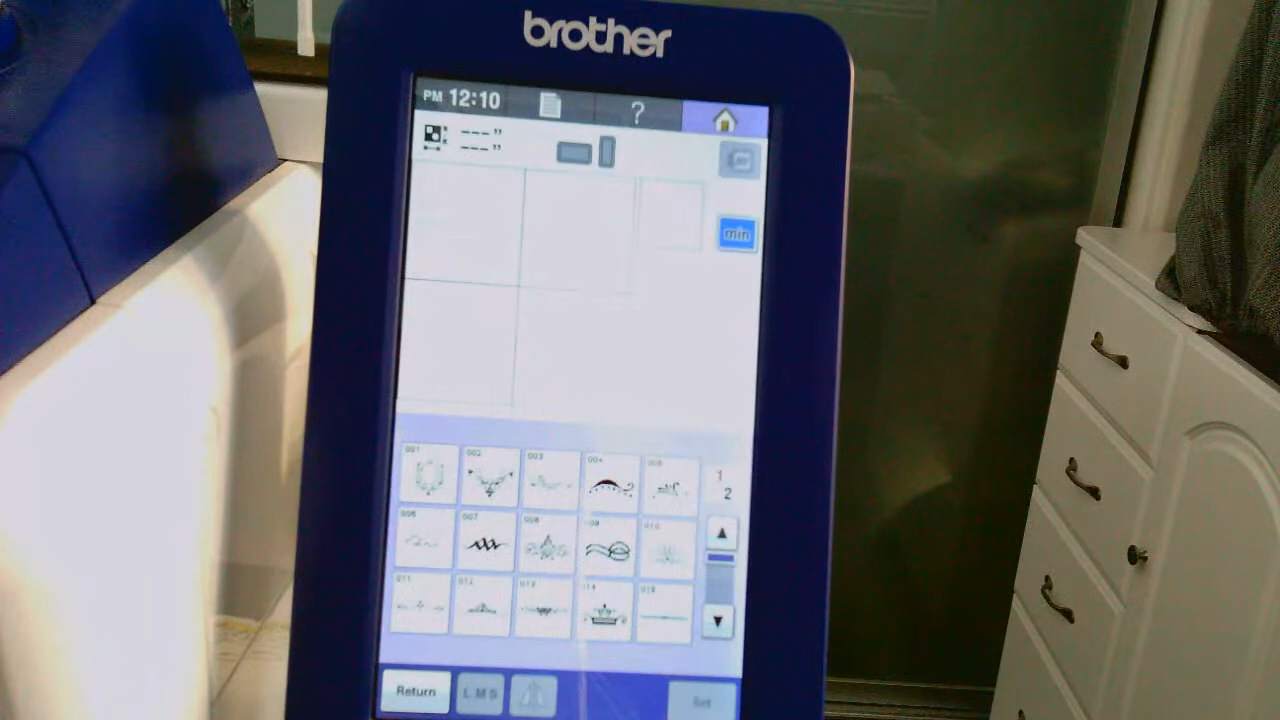 brother
PM 12:10
?
---"
---"
min
001 002 003 004 005
1
2
006 007 008 009 010
011 012 013 014 015
Return L M S Set